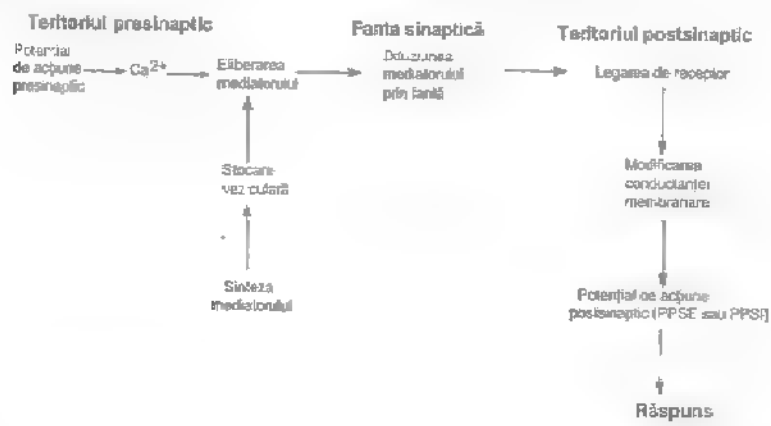 Teritoriul presinaptic
Fanta sinaptică
Teritoriul postsinaptic
Potențial
de acțiune
presinaptic
Ca2+
Eliberarea
mediatorului
Difuziunea
mediatorului
prin fantă
Legarea de receptor
Stocare
veziculară
Modificarea
conductanței
membranare
Sinteza
mediatorului
Potențial de acțiune
postsinaptic (PPSE sau PPSI)
Răspuns